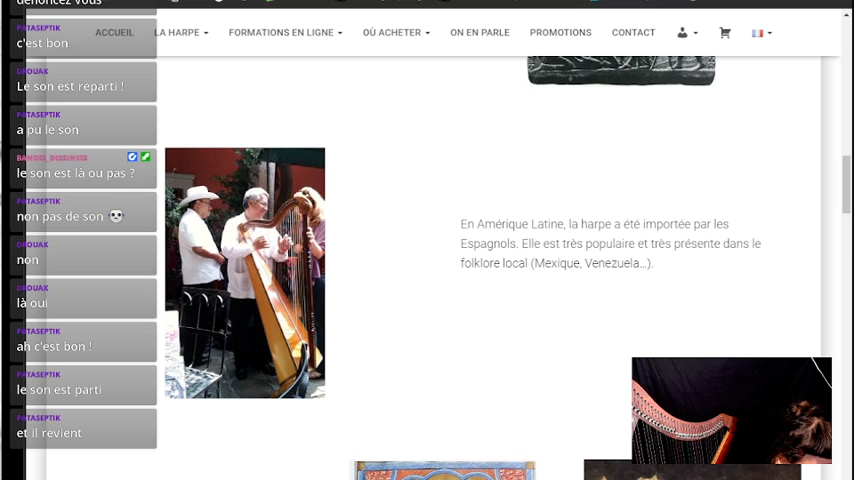 dénoncez vous
PATASEPTIK
c'est bon
DROUAK
Le son est reparti !
PATASEPTIK
a pu le son
le son est là ou pas ?
PATASEPTIK
non pas de son
DROUAK
non
DROUAK
là oui
PATASEPTIK
ah c'est bon !
PATASEPTIK
le son est parti
PATASEPTIK
et il revient
ACCUEIL
LA HARPE
FORMATIONS EN LIGNE
OÙ ACHETER
ON EN PARLE
PROMOTIONS
CONTACT
En Amérique Latine, la harpe a été importée par les
Espagnols. Elle est très populaire et très présente dans le
folklore local (Mexique, Venezuela…).